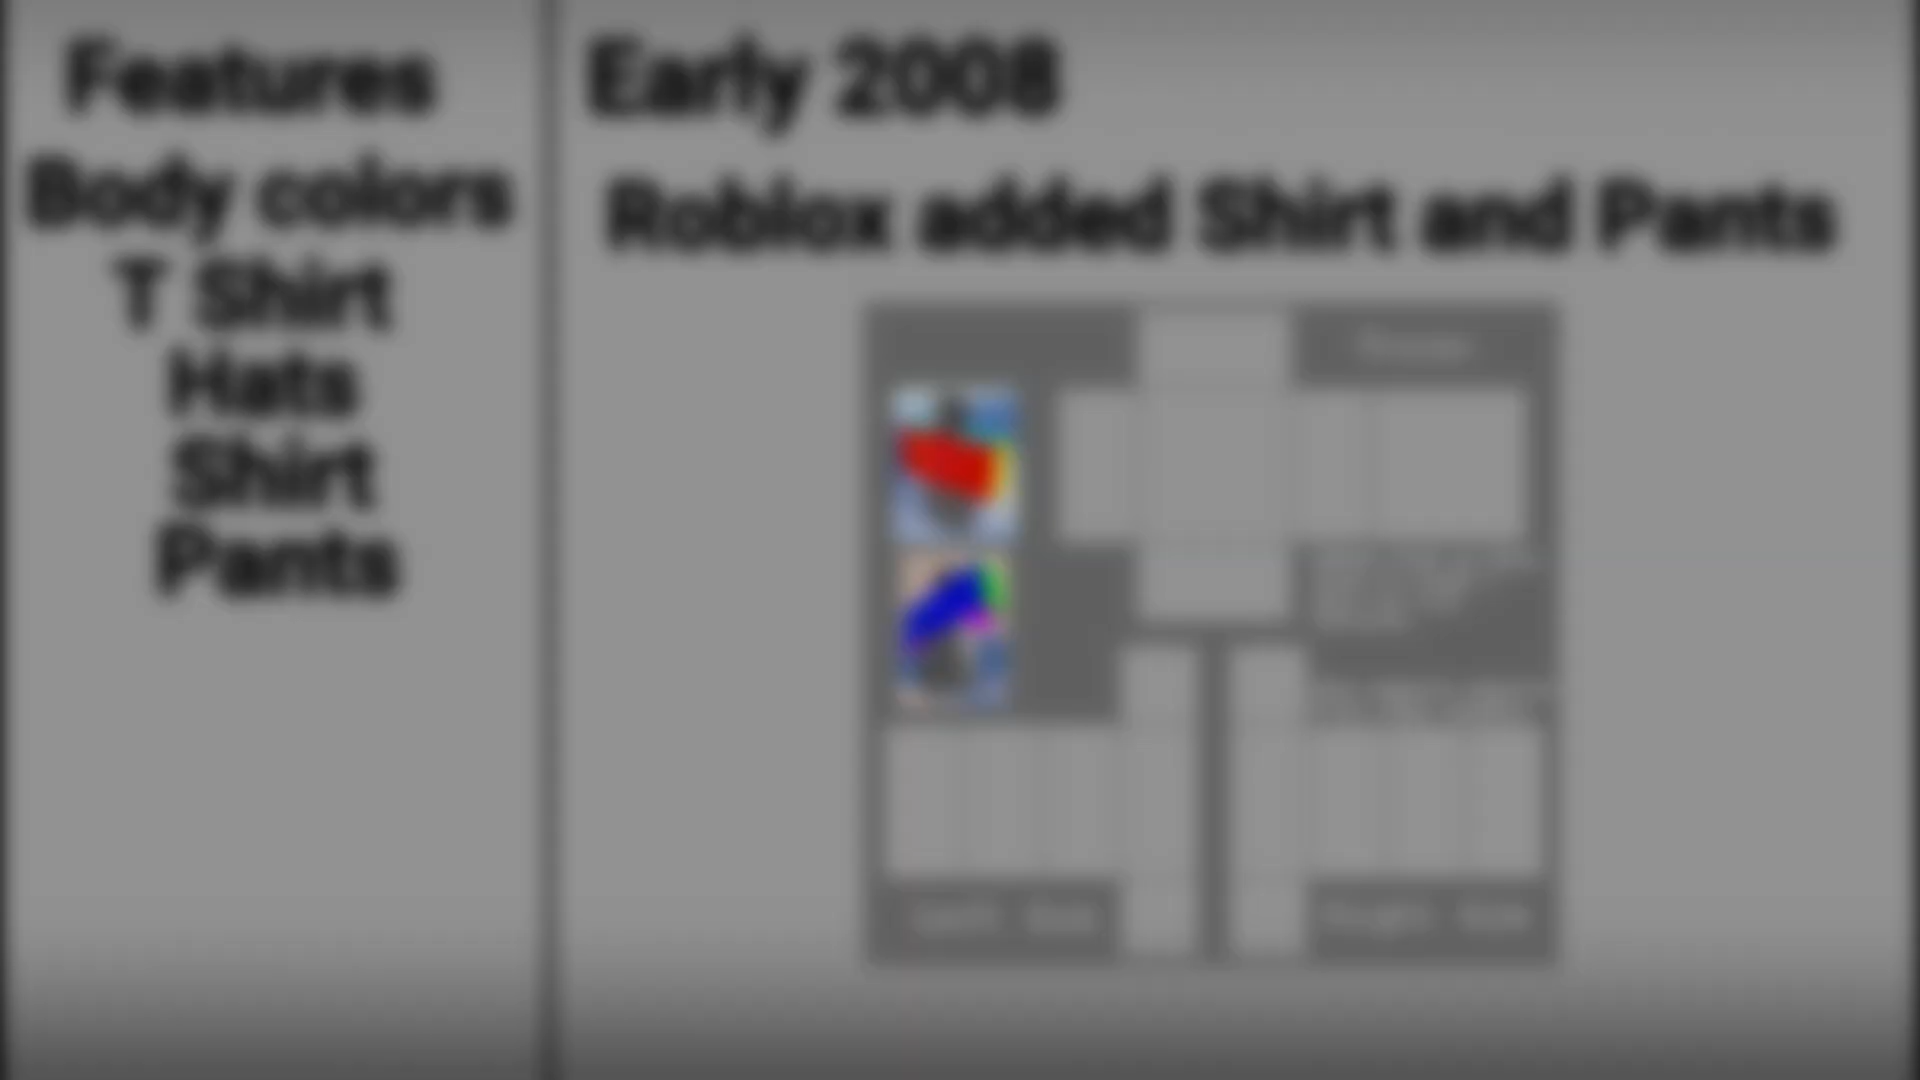 Features
Body colors
T Shirt
Hats
Shirt
Pants
Early 2008
Roblox added Shirt and Pants